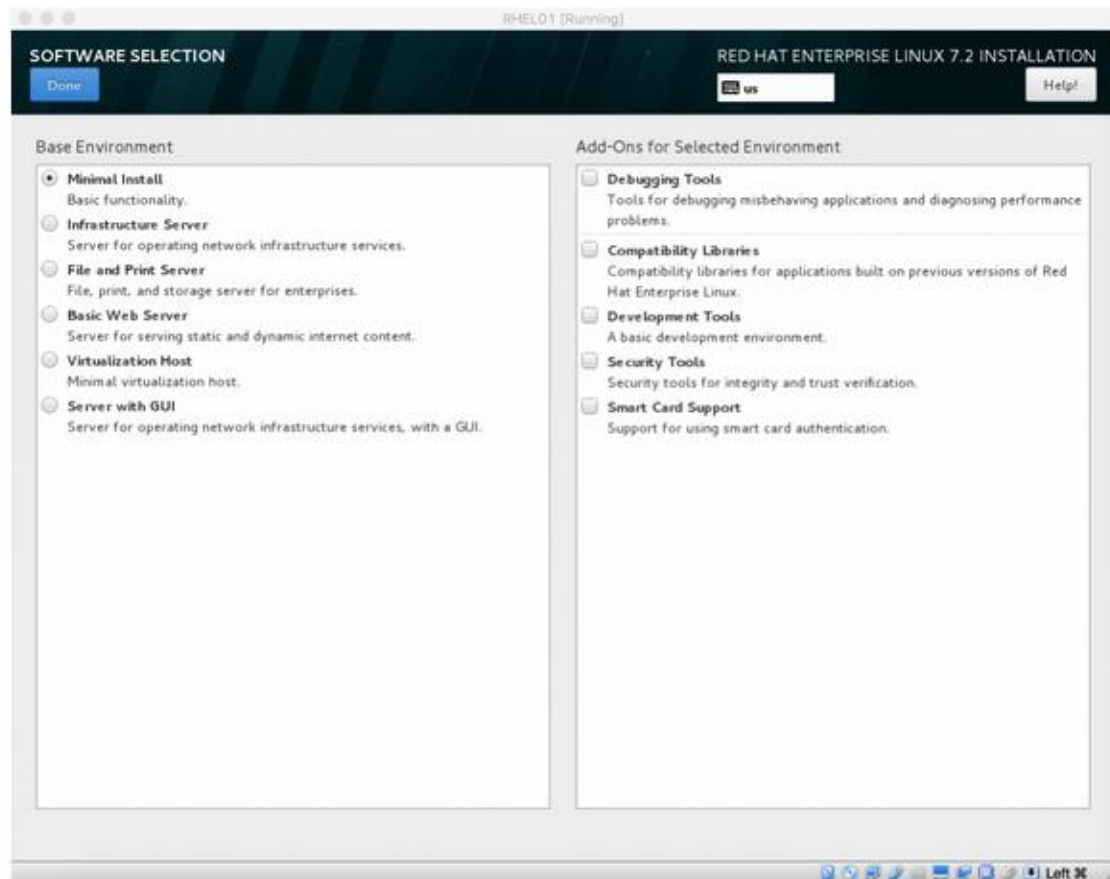 RHEL01 [Running]
SOFTWARE SELECTION
Done
RED HAT ENTERPRISE LINUX 7.2 INSTALLATION
us
Help!
Base Environment
Minimal Install
Basic functionality.
Infrastructure Server
Server for operating network infrastructure services.
File and Print Server
File, print, and storage server for enterprises.
Basic Web Server
Server for serving static and dynamic internet content.
Virtualization Host
Minimal virtualization host.
Server with GUI
Server for operating network infrastructure services, with a GUI.
Add-Ons for Selected Environment
Debugging Tools
Tools for debugging misbehaving applications and diagnosing performance
problems.
Compatibility Libraries
Compatibility libraries for applications built on previous versions of Red
Hat Enterprise Linux.
Development Tools
A basic development environment.
Security Tools
Security tools for integrity and trust verification.
Smart Card Support
Support for using smart card authentication.
Left ⌘